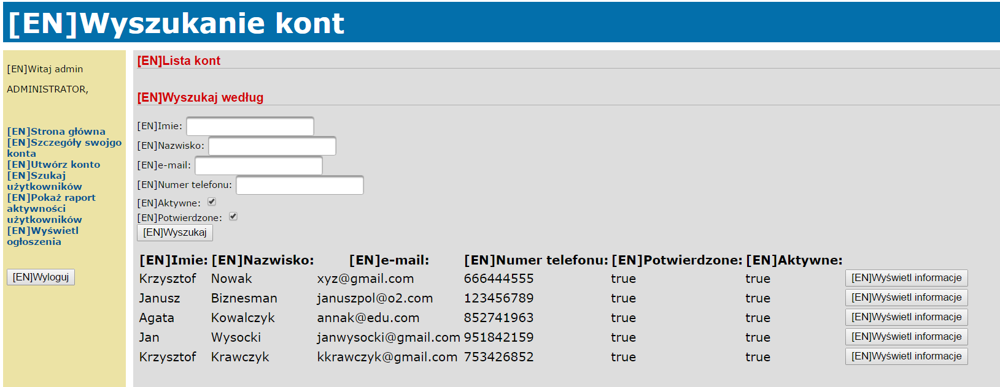 [EN]Wyszukanie kont
[EN]Witaj admin
ADMINISTRATOR,
[EN]Strona główna
[EN]Szczegóły swojgo
konta
[EN]Utwórz konto
[EN]Szukaj
użytkowników
[EN]Pokaż raport
aktywności
użytkowników
[EN]Wyświetl
ogłoszenia
[EN]Wyloguj
[EN]Lista kont
[EN]Wyszukaj według
[EN]Imie:
[EN]Nazwisko:
[EN]e-mail:
[EN]Numer telefonu:
[EN]Aktywne:
[EN]Potwierdzone:
[EN]Wyszukaj
[EN]Imie: [EN]Nazwisko: [EN]e-mail: [EN]Numer telefonu: [EN]Potwierdzone: [EN]Aktywne:
Krzysztof Nowak xyz@gmail.com 666444555 true true [EN]Wyświetl informacje
Janusz Biznesman januszpol@o2.com 123456789 true true [EN]Wyświetl informacje
Agata Kowalczyk annak@edu.com 852741963 true true [EN]Wyświetl informacje
Jan Wysocki janwysocki@gmail.com 951842159 true true [EN]Wyświetl informacje
Krzysztof Krawczyk kkrawczyk@gmail.com 753426852 true true [EN]Wyświetl informacje